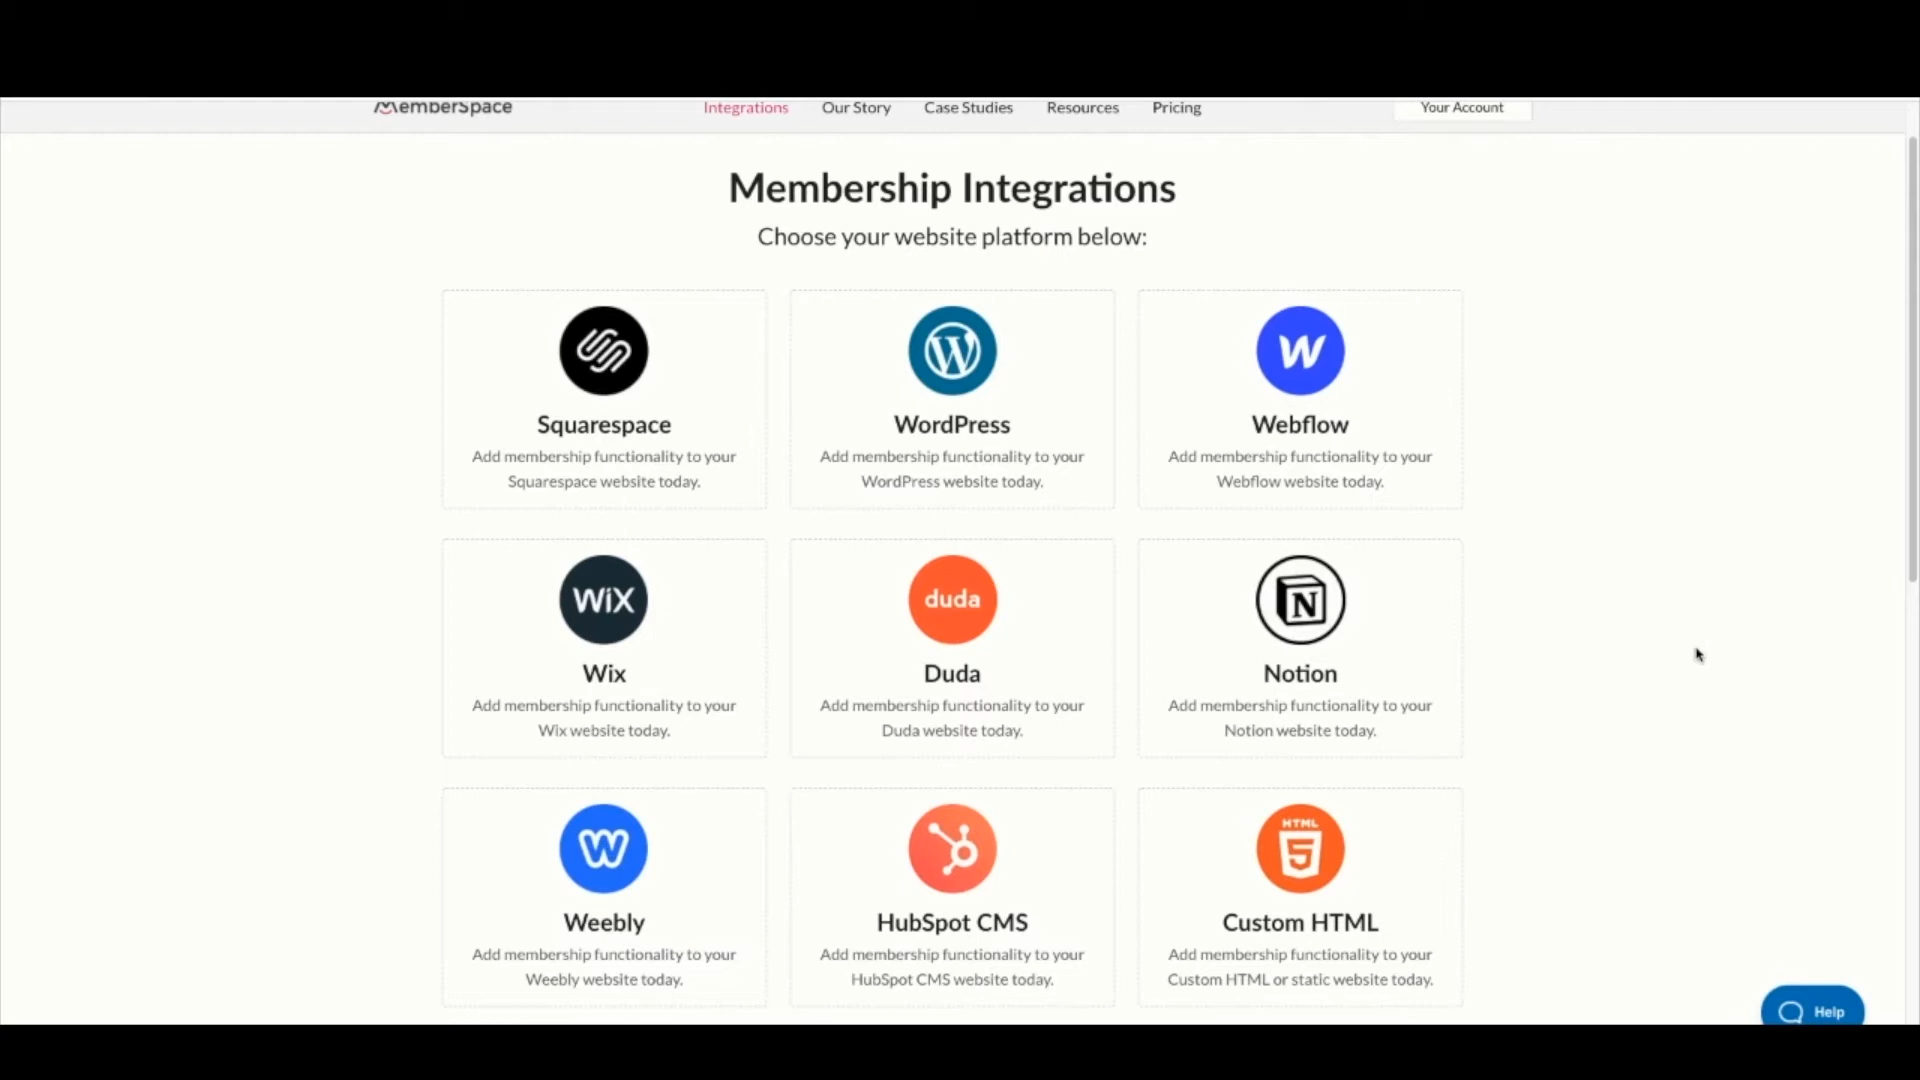 MemberSpace
Integrations
Our Story
Case Studies
Resources
Pricing
Your Account
Membership Integrations
Choose your website platform below:
Squarespace
Add membership functionality to your
Squarespace website today.
WordPress
Add membership functionality to your
WordPress website today.
Webflow
Add membership functionality to your
Webflow website today.
WiX
Wix
Add membership functionality to your
Wix website today.
duda
Duda
Add membership functionality to your
Duda website today.
N
Notion
Add membership functionality to your
Notion website today.
Weebly
Add membership functionality to your
Weebly website today.
HubSpot CMS
Add membership functionality to your
HubSpot CMS website today.
HTML
5
Custom HTML
Add membership functionality to your
Custom HTML or static website today.
Help